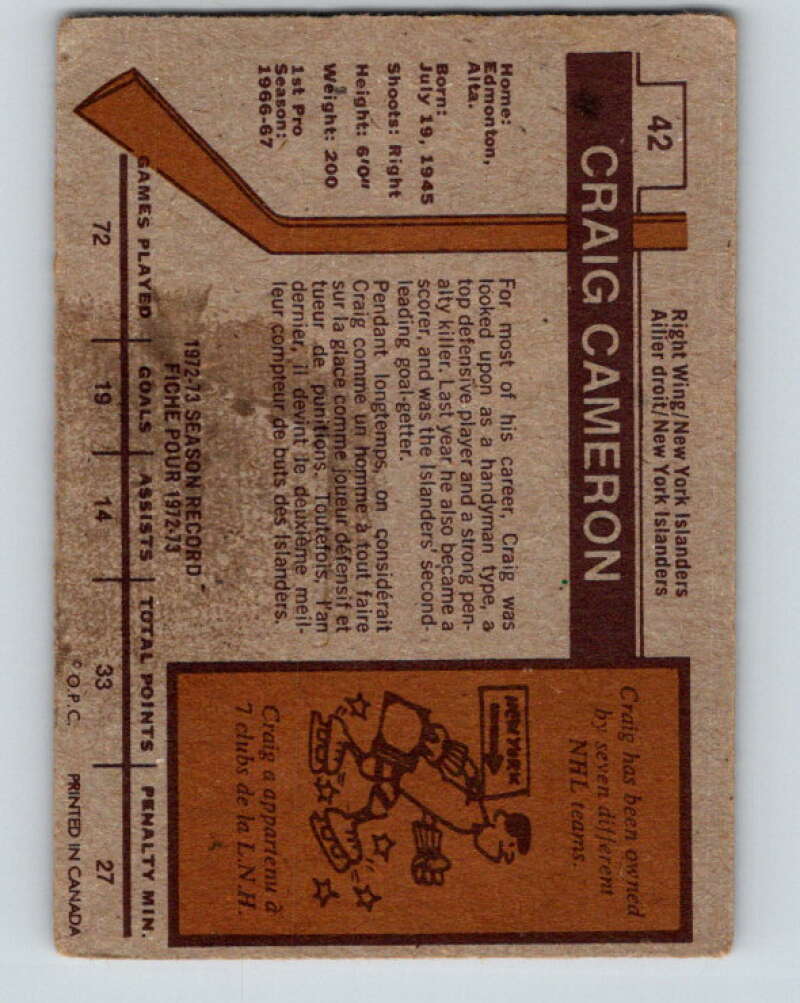 42
Right Wing/New York Islanders
Ailier droit/New York Islanders
CRAIG CAMERON
Home:
Edmonton,
Alta.
Born:
July 19, 1945
Shoots: Right
Height: 6'0"
Weight: 200
1st Pro
Season:
1966-67
For most of his career, Craig was
looked upon as a handyman type, a
top defensive player and a strong pen-
alty killer. Last year he also became a
scorer, and was the Islanders' second-
leading goal-getter.
Pendant longtemps, on considérait
Craig comme un homme à tout faire
sur la glace comme joueur défensif et
tueur de punitions. Toutefois, l'an
dernier, il devint le deuxième meil-
leur compteur de buts des Islanders.
Craig has been owned
by seven different
NHL teams.
NEW YORK
Craig a appartenu à
7 clubs de la L.N.H.
1972-73 SEASON RECORD
FICHE POUR 1972-73
GAMES PLAYED GOALS ASSISTS TOTAL POINTS PENALTY MIN.
72 19 14 33 27
© O.P.C. PRINTED IN CANADA